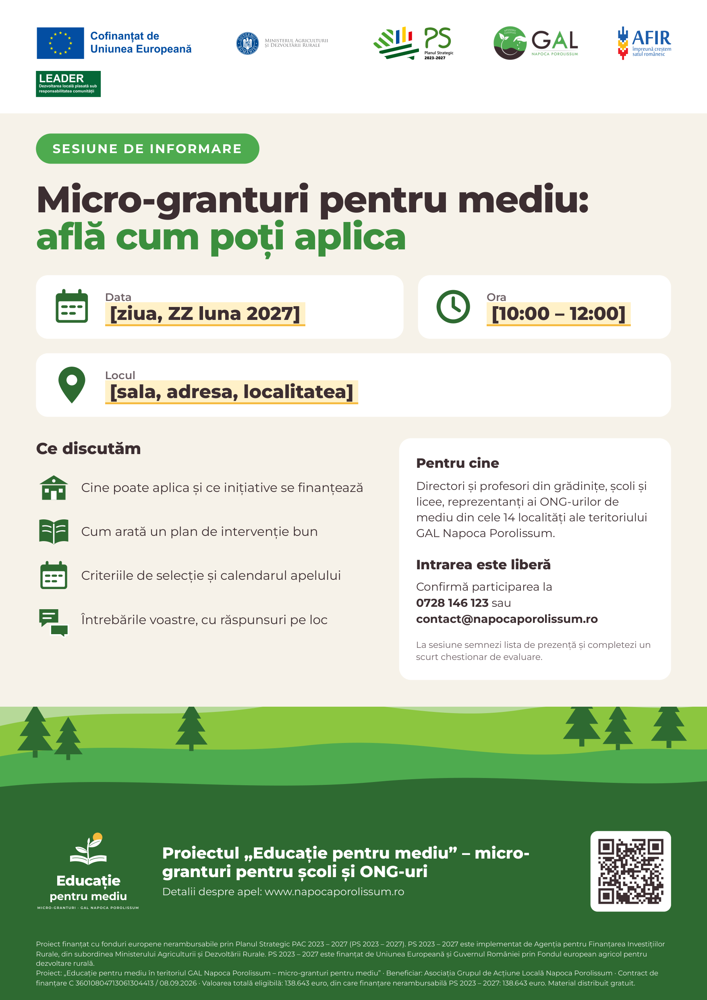 Cofinanțat de
Uniunea Europeană
GUVERNUL ROMÂNIEI
MINISTERUL AGRICULTURII
ȘI DEZVOLTĂRII RURALE
PS
Planul Strategic
2023-2027
APUSENII CLUJULUI
GAL
NAPOCA POROLISSUM
AFIR
împreună creștem
satul românesc
LEADER
Dezvoltarea locală plasată sub
responsabilitatea comunității
SESIUNE DE INFORMARE
Micro-granturi pentru mediu:
află cum poți aplica
Data
[ziua, ZZ luna 2027]
Ora
[10:00 – 12:00]
Locul
[sala, adresa, localitatea]
Ce discutăm
Cine poate aplica și ce inițiative se finanțează
Cum arată un plan de intervenție bun
Criteriile de selecție și calendarul apelului
Întrebările voastre, cu răspunsuri pe loc
Pentru cine
Directori și profesori din grădinițe, școli și
licee, reprezentanți ai ONG-urilor de
mediu din cele 14 localități ale teritoriului
GAL Napoca Porolissum.
Intrarea este liberă
Confirmă participarea la
0728 146 123 sau
contact@napocaporolissum.ro
La sesiune semnezi lista de prezență și completezi un
scurt chestionar de evaluare.
Educație
pentru mediu
MICRO-GRANTURI · GAL NAPOCA POROLISSUM
Proiectul „Educație pentru mediu” – micro-
granturi pentru școli și ONG-uri
Detalii despre apel: www.napocaporolissum.ro
Proiect finanțat cu fonduri europene nerambursabile prin Planul Strategic PAC 2023 – 2027 (PS 2023 – 2027). PS 2023 – 2027 este implementat de Agenția pentru Finanțarea Investițiilor
Rurale, din subordinea Ministerului Agriculturii și Dezvoltării Rurale. PS 2023 – 2027 este finanțat de Uniunea Europeană și Guvernul României prin Fondul european agricol pentru
dezvoltare rurală.
Proiect: „Educație pentru mediu în teritoriul GAL Napoca Porolissum – micro-granturi pentru mediu” · Beneficiar: Asociația Grupul de Acțiune Locală Napoca Porolissum · Contract de
finanțare C 36010804713061304413 / 08.09.2026 · Valoarea totală eligibilă: 138.643 euro, din care finanțare nerambursabilă PS 2023 – 2027: 138.643 euro. Material distribuit gratuit.